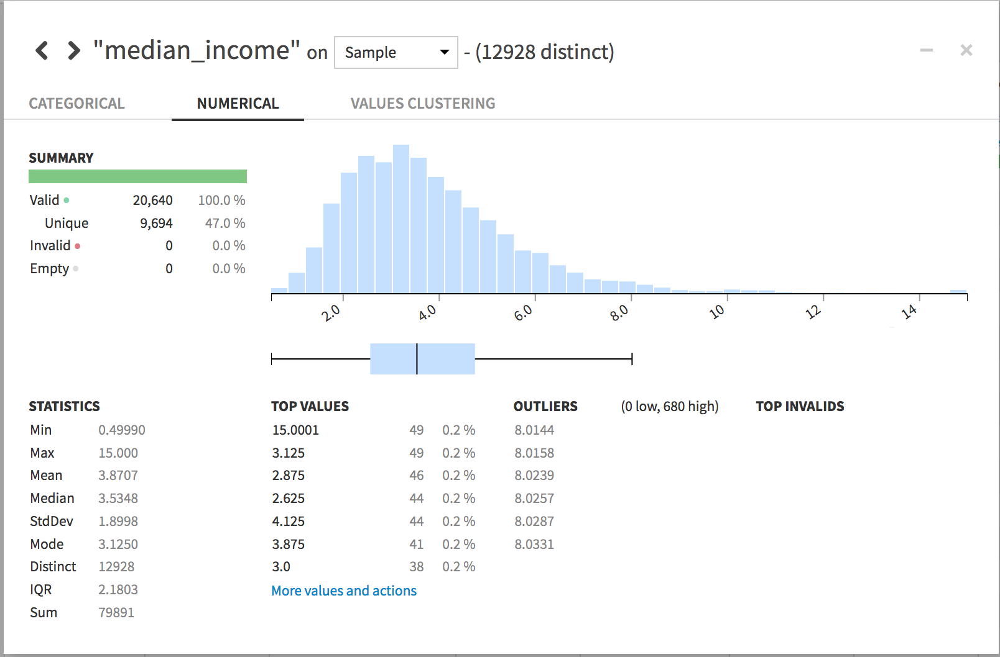 "median_income" on Sample - (12928 distinct)
CATEGORICAL NUMERICAL VALUES CLUSTERING
SUMMARY
Valid 20,640 100.0 %
Unique 9,694 47.0 %
Invalid 0 0.0 %
Empty 0 0.0 %
2.0 4.0 6.0 8.0 10 12 14
STATISTICS
Min 0.49990
Max 15.000
Mean 3.8707
Median 3.5348
StdDev 1.8998
Mode 3.1250
Distinct 12928
IQR 2.1803
Sum 79891
TOP VALUES
15.0001 49 0.2 %
3.125 49 0.2 %
2.875 46 0.2 %
2.625 44 0.2 %
4.125 44 0.2 %
3.875 41 0.2 %
3.0 38 0.2 %
More values and actions
OUTLIERS (0 low, 680 high)
8.0144
8.0158
8.0239
8.0257
8.0287
8.0331
TOP INVALIDS